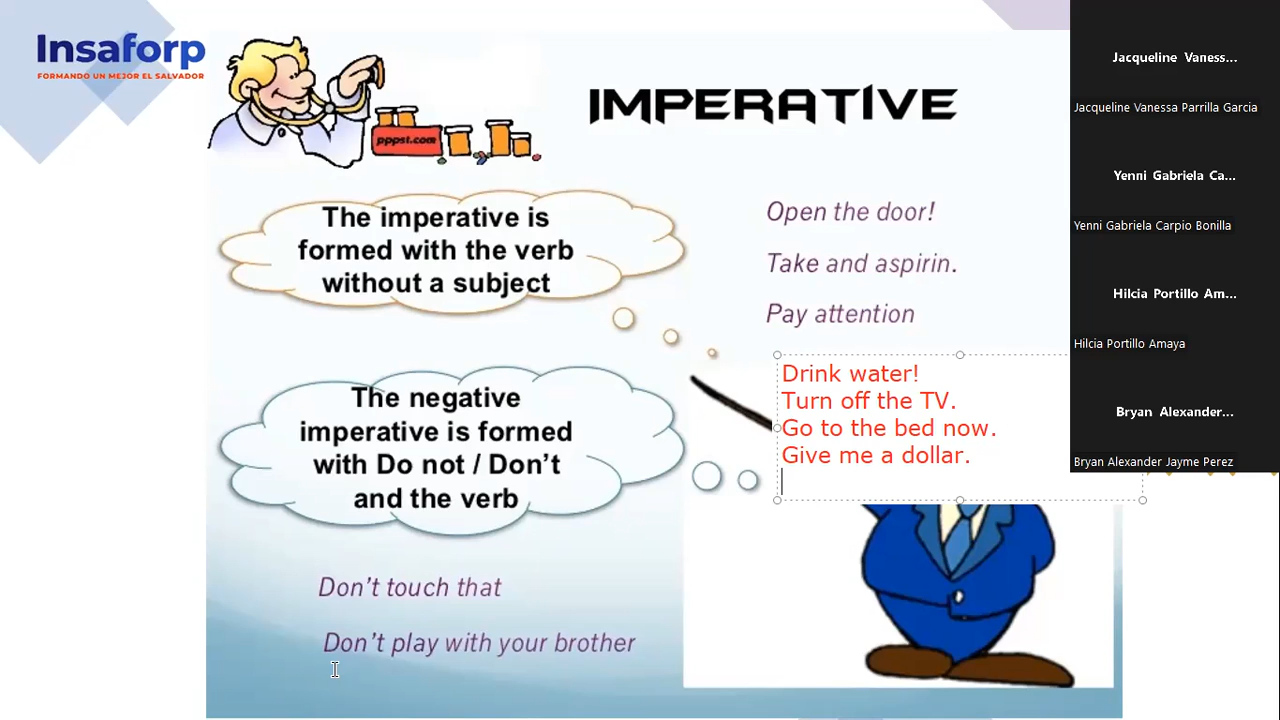 Insaforp
FORMANDO UN MEJOR EL SALVADOR
pppst.com
IMPERATIVE
The imperative is
formed with the verb
without a subject
Open the door!
Take and aspirin.
Pay attention
Drink water!
Turn off the TV.
Go to the bed now.
Give me a dollar.
The negative
imperative is formed
with Do not / Don't
and the verb
Don't touch that
Don't play with your brother
Jacqueline Vaness...
Jacqueline Vanessa Parrilla Garcia
Yenni Gabriela Ca...
Yenni Gabriela Carpio Bonilla
Hilcia Portillo Am...
Hilcia Portillo Amaya
Bryan Alexander...
Bryan Alexander Jayme Perez